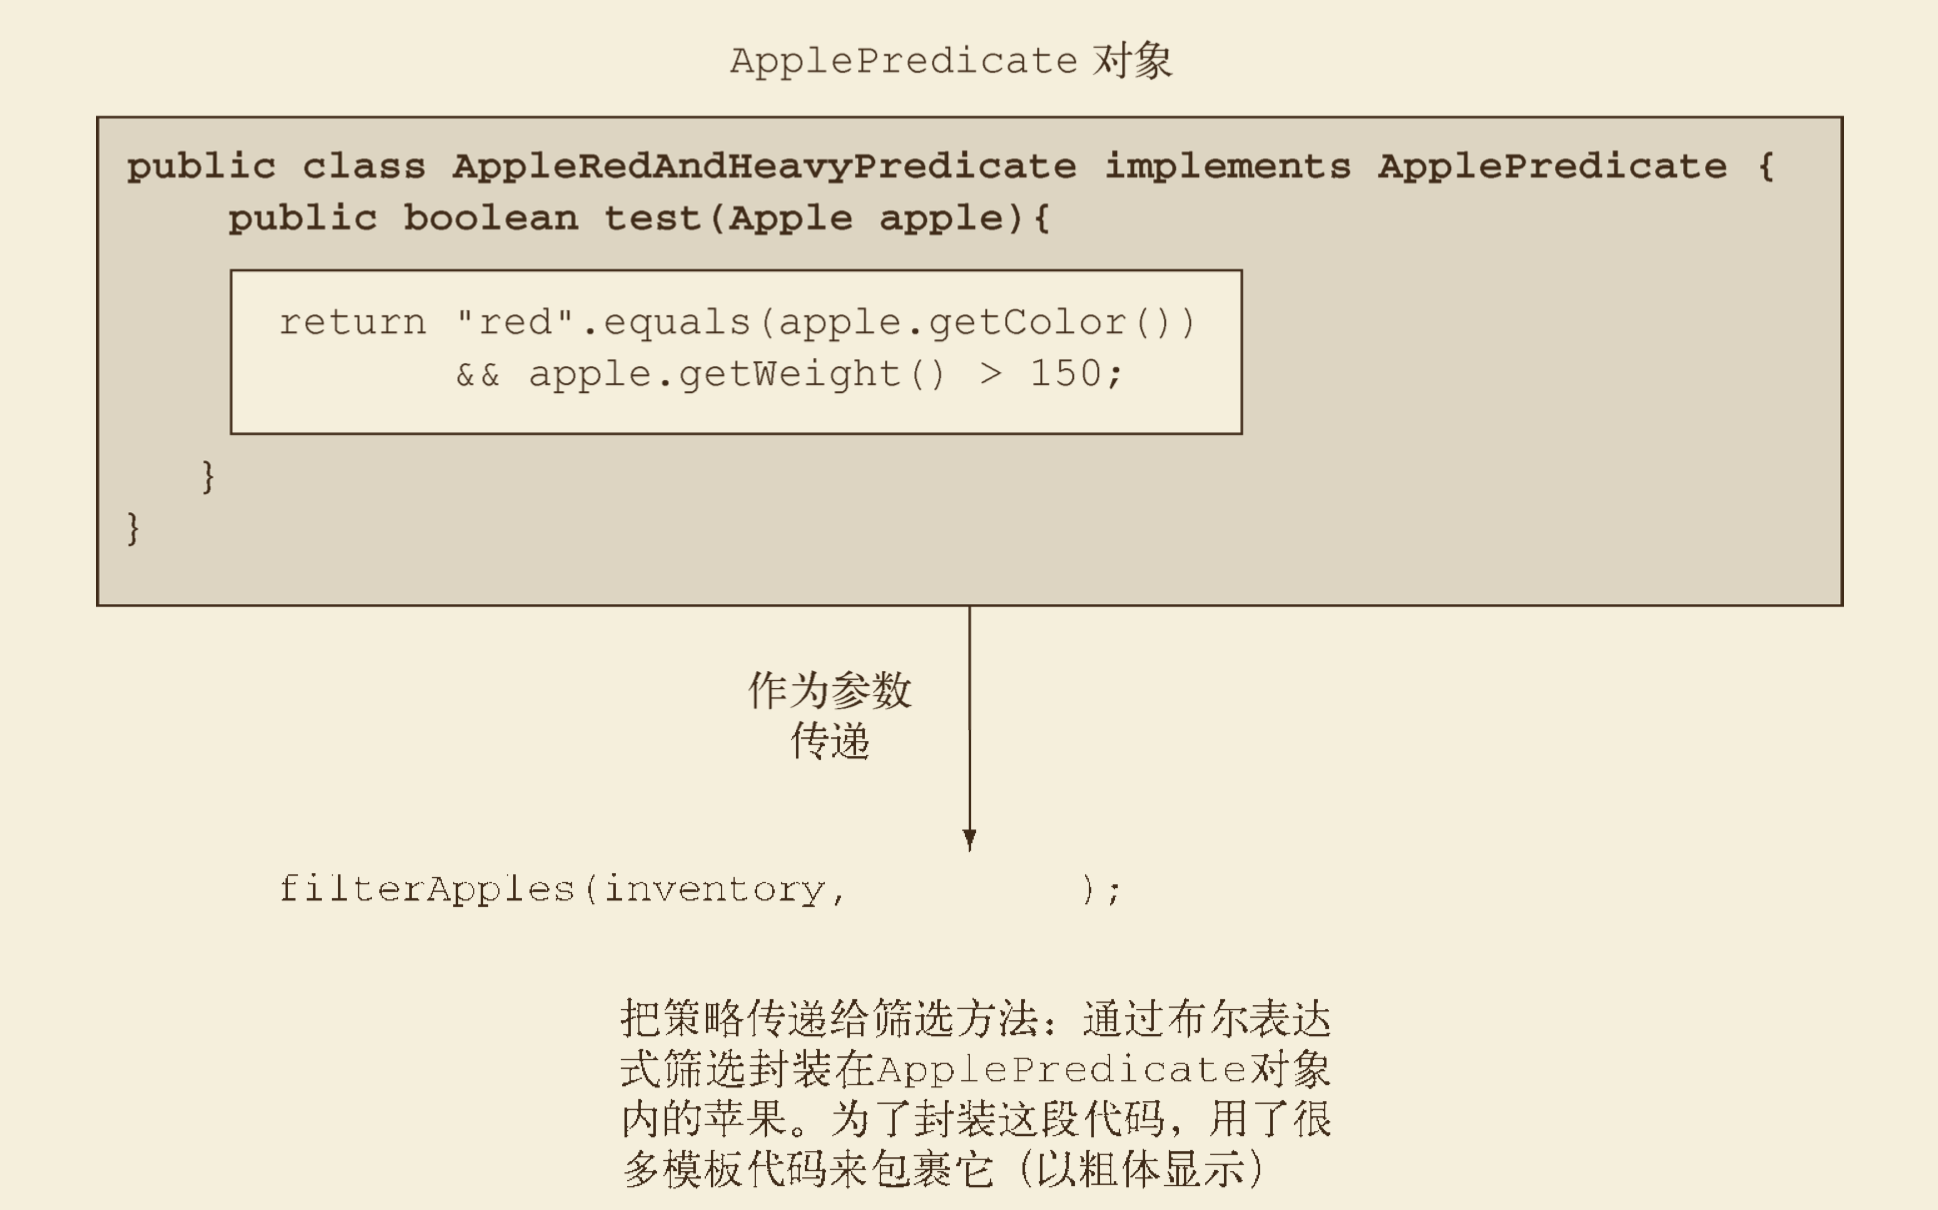 ApplePredicate 对象
public class AppleRedAndHeavyPredicate implements ApplePredicate {
public boolean test(Apple apple){
return "red".equals(apple.getColor())
&& apple.getWeight() > 150;
}
}
作为参数
传递
filterApples(inventory, );
把策略传递给筛选方法：通过布尔表达
式筛选封装在ApplePredicate对象
内的苹果。为了封装这段代码，用了很
多模板代码来包裹它（以粗体显示）